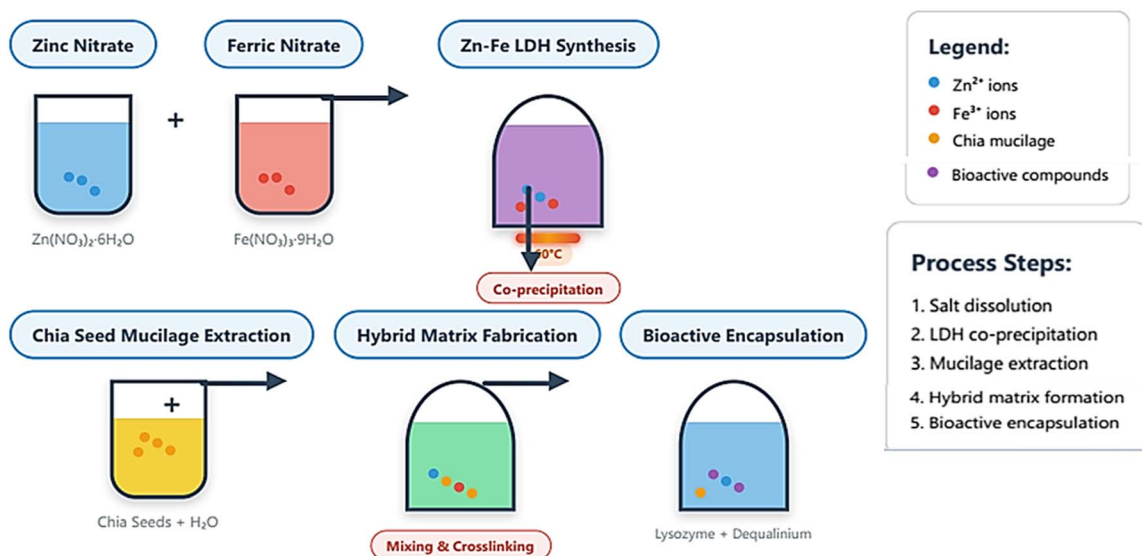 Zinc Nitrate
Ferric Nitrate
Zn-Fe LDH Synthesis
+
Zn(NO₃)₂·6H₂O
Fe(NO₃)₃·9H₂O
60°C
Co-precipitation
Legend:
Zn²⁺ ions
Fe³⁺ ions
Chia mucilage
Bioactive compounds
Chia Seed Mucilage Extraction
Hybrid Matrix Fabrication
Bioactive Encapsulation
+
Chia Seeds + H₂O
Mixing & Crosslinking
Lysozyme + Dequalinium
Process Steps:
1. Salt dissolution
2. LDH co-precipitation
3. Mucilage extraction
4. Hybrid matrix formation
5. Bioactive encapsulation